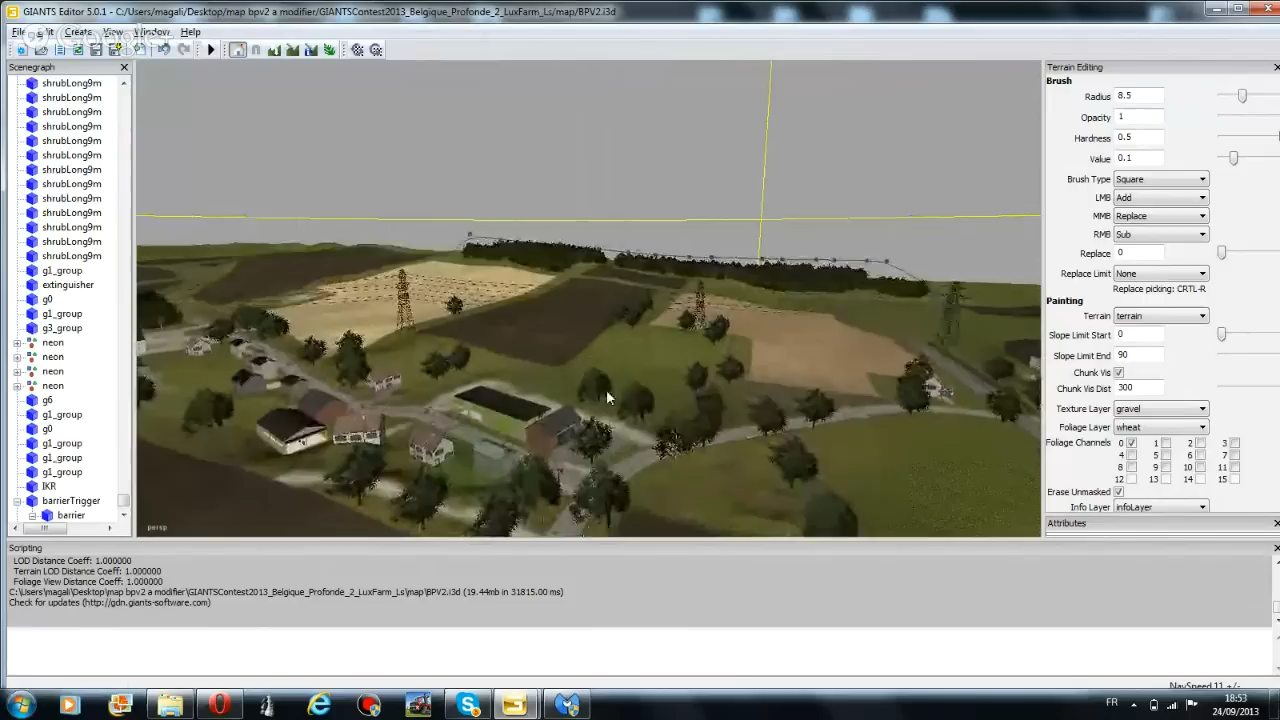 GIANTS Editor 5.0.1 - C:/Users/magali/Desktop/map bpv2 a modifier/GIANTSContest2013_Belgique_Profonde_2_LuxFarm_Ls/map/BPV2.i3d
File Create View Window Help
Scenegraph
shrubLong9m
shrubLong9m
shrubLong9m
shrubLong9m
shrubLong9m
shrubLong9m
shrubLong9m
shrubLong9m
shrubLong9m
shrubLong9m
shrubLong9m
shrubLong9m
shrubLong9m
g1_group
extinguisher
g0
g1_group
g3_group
neon
neon
neon
neon
g6
g1_group
g0
g1_group
g1_group
g1_group
IKR
barrierTrigger
barrier
persp
Terrain Editing
Brush
Radius 8.5
Opacity 1
Hardness 0.5
Value 0.1
Brush Type Square
LMB Add
MMB Replace
RMB Sub
Replace 0
Replace Limit None
Replace picking: CRTL-R
Painting
Terrain terrain
Slope Limit Start 0
Slope Limit End 90
Chunk Vis
Chunk Vis Dist 300
Texture Layer gravel
Foliage Layer wheat
Foliage Channels 0 1 2 3
4 5 6 7
8 9 10 11
12 13 14 15
Erase Unmasked
Info Layer infoLayer
Attributes
Scripting
LOD Distance Coeff: 1.000000
Terrain LOD Distance Coeff: 1.000000
Foliage View Distance Coeff: 1.000000
C:\Users\magali\Desktop\map bpv2 a modifier\GIANTSContest2013_Belgique_Profonde_2_LuxFarm_Ls\map\BPV2.i3d (19.44mb in 31815.00 ms)
Check for updates (http://gdn.giants-software.com)
NavSpeed 11 +/-
FR
18:53
24/09/2013